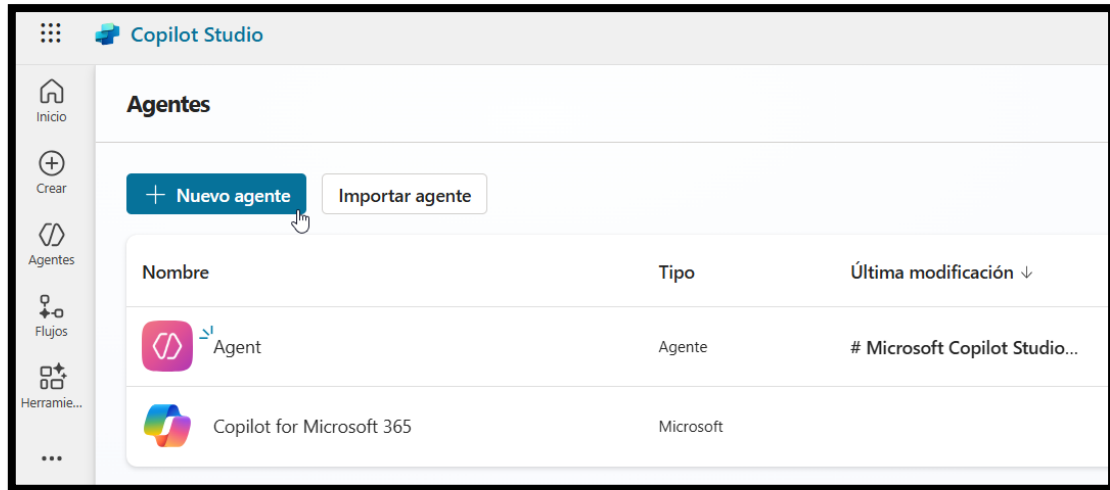 Copilot Studio
Inicio
Crear
Agentes
Flujos
Herramie...
Agentes
Nuevo agente
Importar agente
Nombre Tipo Última modificación
Agent Agente # Microsoft Copilot Studio...
Copilot for Microsoft 365 Microsoft